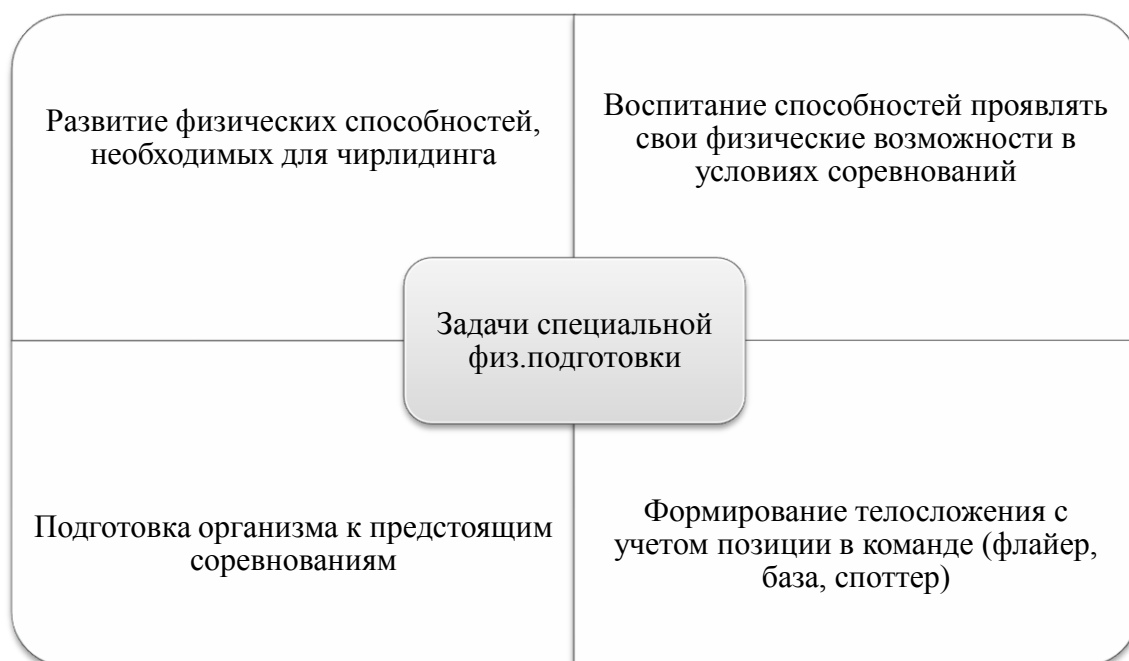 Развитие физических способностей,
необходимых для чирлидинга
Воспитание способностей проявлять
свои физические возможности в
условиях соревнований
Задачи специальной
физ.подготовки
Подготовка организма к предстоящим
соревнованиям
Формирование телосложения с
учетом позиции в команде (флайер,
база, споттер)